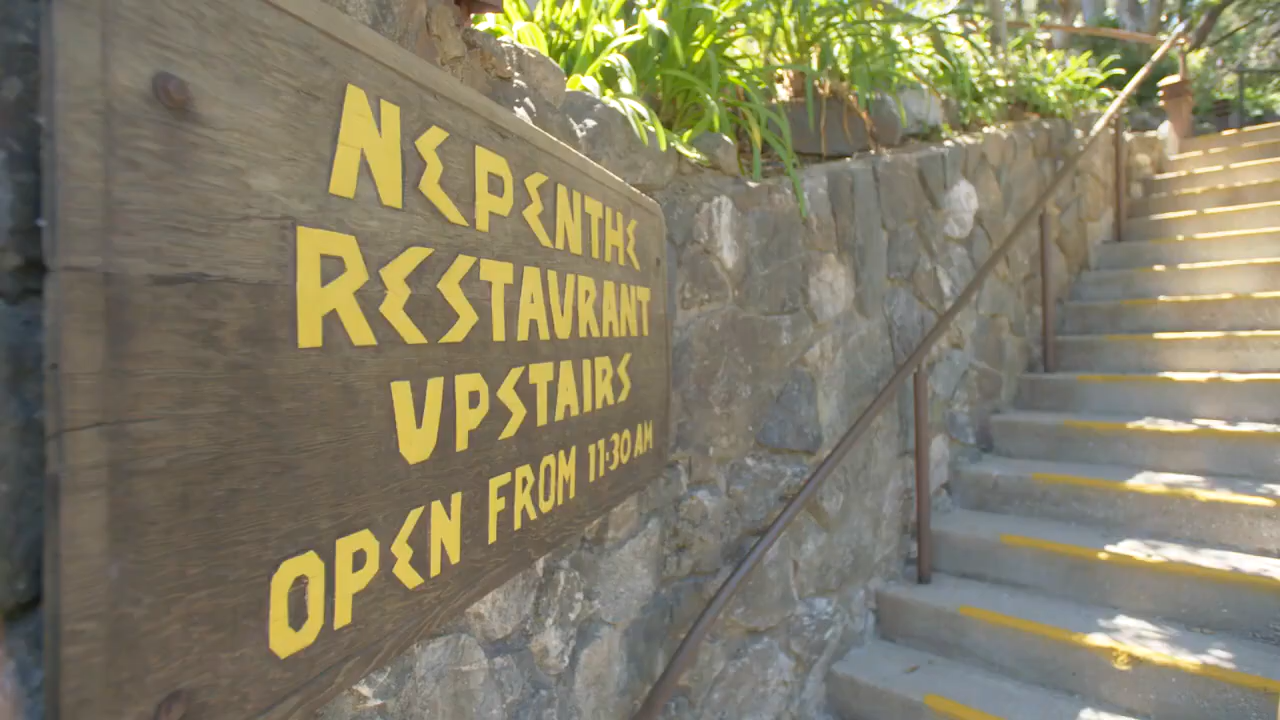 NEPENTHE
RESTAURANT
UPSTAIRS
OPEN FROM 11·30 AM